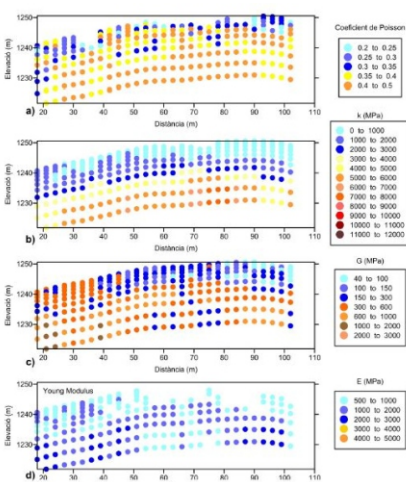 Elevació (m)
1250
1240
1230
20 30 40 50 60 70 80 90 100 110
Distància (m)
a)
Coeficient de Poisson
0.2 to 0.25
0.25 to 0.3
0.3 to 0.35
0.35 to 0.4
0.4 to 0.5
Elevació (m)
1250
1240
1230
20 30 40 50 60 70 80 90 100 110
Distància (m)
b)
k (MPa)
0 to 1000
1000 to 2000
2000 to 3000
3000 to 4000
4000 to 5000
5000 to 6000
6000 to 7000
7000 to 8000
8000 to 9000
9000 to 10000
10000 to 11000
11000 to 12000
Elevació (m)
1250
1240
1230
20 30 40 50 60 70 80 90 100 110
Distància (m)
c)
G (MPa)
40 to 100
100 to 150
150 to 300
300 to 600
600 to 1000
1000 to 2000
2000 to 3000
Young Modulus
Elevació (m)
1250
1240
1230
20 30 40 50 60 70 80 90 100 110
d)
E (MPa)
500 to 1000
1000 to 2000
2000 to 3000
3000 to 4000
4000 to 5000